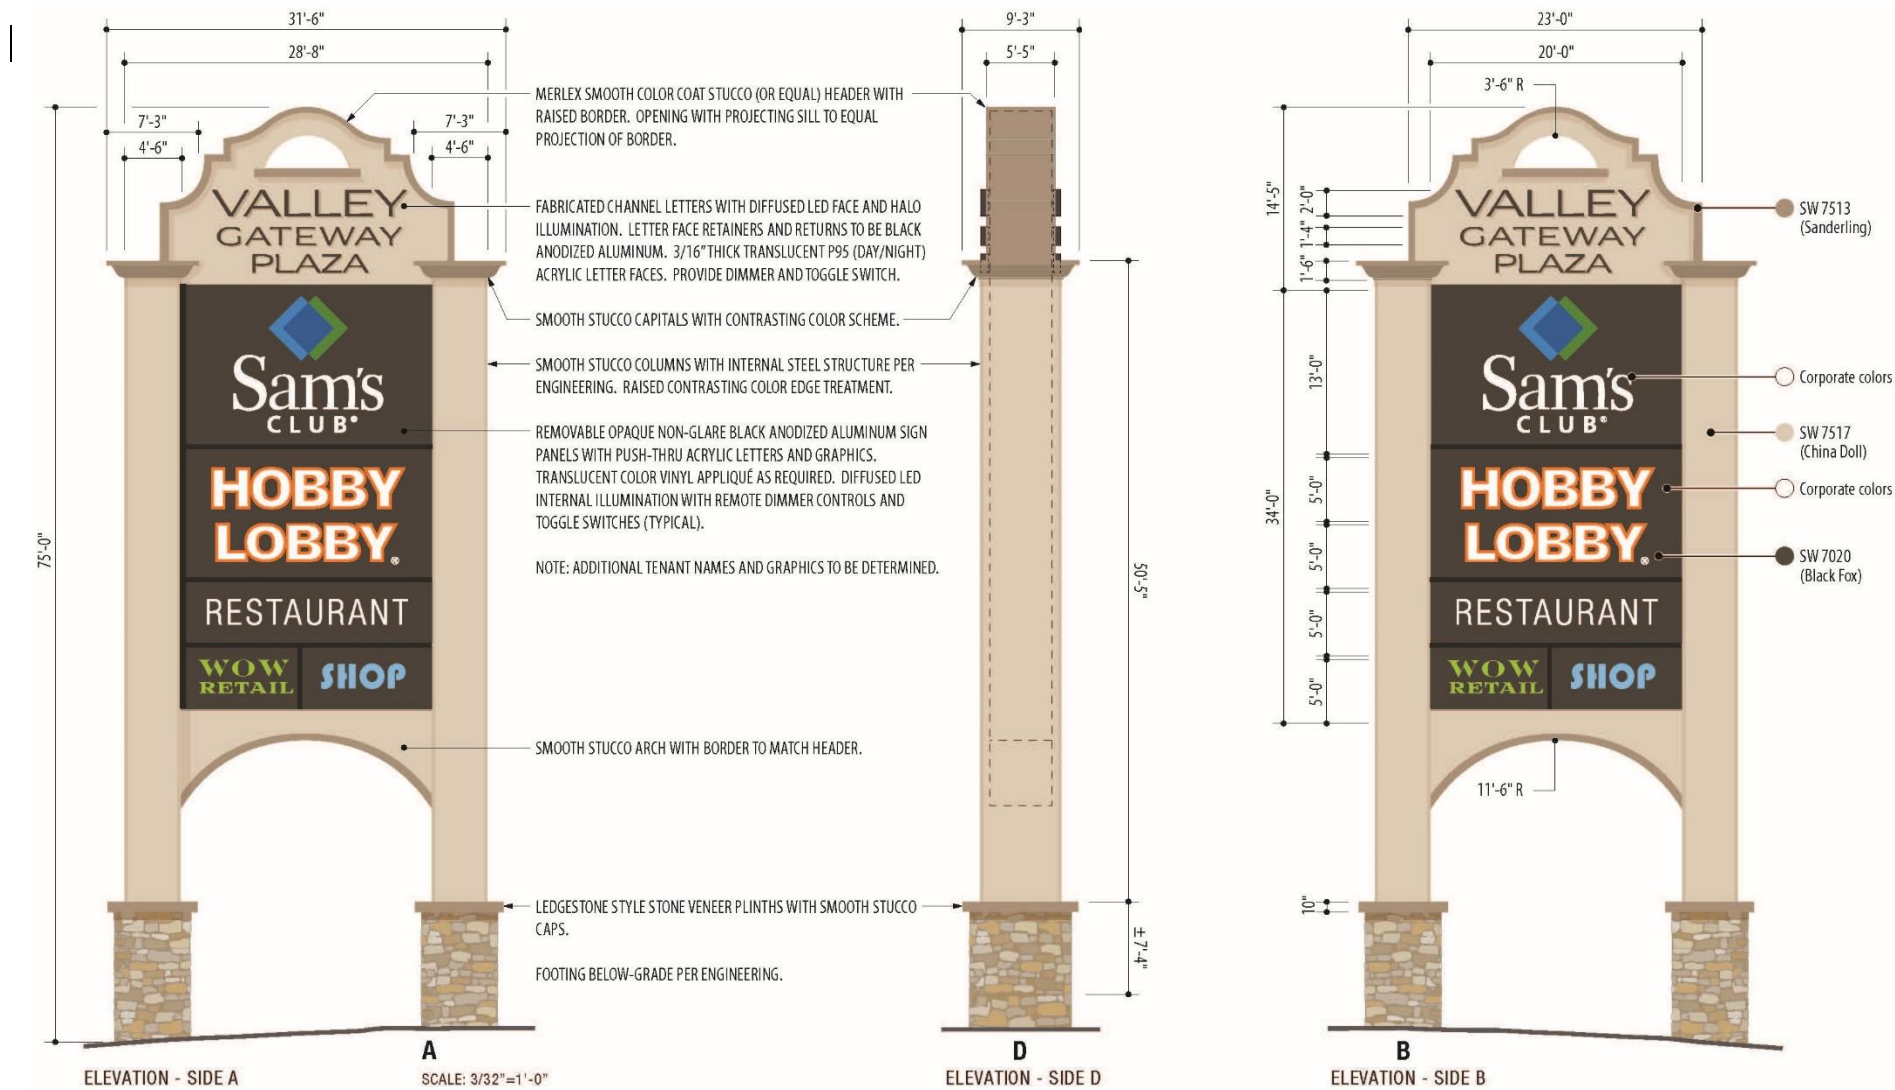 31'-6"
28'-8"
7'-3"
7'-3"
4'-6"
4'-6"
75'-0"
VALLEY
GATEWAY
PLAZA
Sam's
CLUB®
HOBBY
LOBBY®
RESTAURANT
WOW
RETAIL
SHOP
A
ELEVATION - SIDE A
SCALE: 3/32"=1'-0"
MERLEX SMOOTH COLOR COAT STUCCO (OR EQUAL) HEADER WITH
RAISED BORDER. OPENING WITH PROJECTING SILL TO EQUAL
PROJECTION OF BORDER.
FABRICATED CHANNEL LETTERS WITH DIFFUSED LED FACE AND HALO
ILLUMINATION. LETTER FACE RETAINERS AND RETURNS TO BE BLACK
ANODIZED ALUMINUM. 3/16" THICK TRANSLUCENT P95 (DAY/NIGHT)
ACRYLIC LETTER FACES. PROVIDE DIMMER AND TOGGLE SWITCH.
SMOOTH STUCCO CAPITALS WITH CONTRASTING COLOR SCHEME.
SMOOTH STUCCO COLUMNS WITH INTERNAL STEEL STRUCTURE PER
ENGINEERING. RAISED CONTRASTING COLOR EDGE TREATMENT.
REMOVABLE OPAQUE NON-GLARE BLACK ANODIZED ALUMINUM SIGN
PANELS WITH PUSH-THRU ACRYLIC LETTERS AND GRAPHICS.
TRANSLUCENT COLOR VINYL APPLIQUÉ AS REQUIRED. DIFFUSED LED
INTERNAL ILLUMINATION WITH REMOTE DIMMER CONTROLS AND
TOGGLE SWITCHES (TYPICAL).
NOTE: ADDITIONAL TENANT NAMES AND GRAPHICS TO BE DETERMINED.
SMOOTH STUCCO ARCH WITH BORDER TO MATCH HEADER.
LEDGESTONE STYLE STONE VENEER PLINTHS WITH SMOOTH STUCCO
CAPS.
FOOTING BELOW-GRADE PER ENGINEERING.
9'-3"
5'-5"
50'-5"
±7'-4"
D
ELEVATION - SIDE D
23'-0"
20'-0"
3'-6" R
14'-5"
2'-0"
1'-4"
1'-6"
34'-0"
13'-0"
5'-0"
5'-0"
5'-0"
5'-0"
10"
VALLEY
GATEWAY
PLAZA
Sam's
CLUB®
HOBBY
LOBBY®
RESTAURANT
WOW
RETAIL
SHOP
11'-6" R
SW 7513
(Sanderling)
Corporate colors
SW 7517
(China Doll)
Corporate colors
SW 7020
(Black Fox)
B
ELEVATION - SIDE B